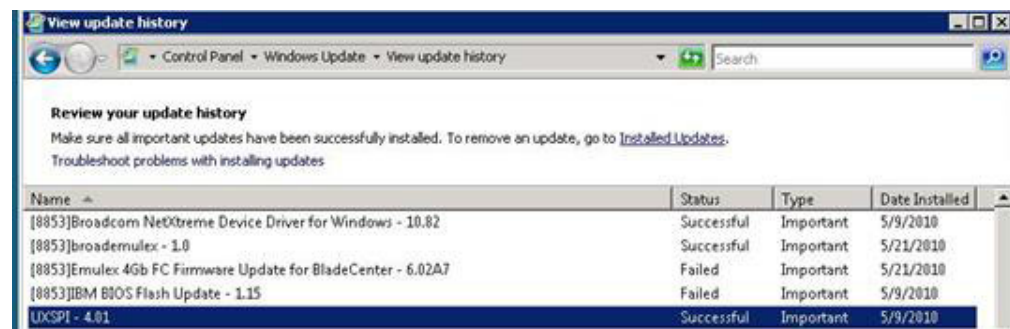 View update history
Control Panel • Windows Update • View update history Search
Review your update history
Make sure all important updates have been successfully installed. To remove an update, go to Installed Updates.
Troubleshoot problems with installing updates
Name Status Type Date Installed
[8853]Broadcom NetXtreme Device Driver for Windows - 10.82 Successful Important 5/9/2010
[8853]broademulex - 1.0 Successful Important 5/21/2010
[8853]Emulex 4Gb FC Firmware Update for BladeCenter - 6.02A7 Failed Important 5/21/2010
[8853]IBM BIOS Flash Update - 1.15 Failed Important 5/9/2010
UXSPI - 4.01 Successful Important 5/9/2010